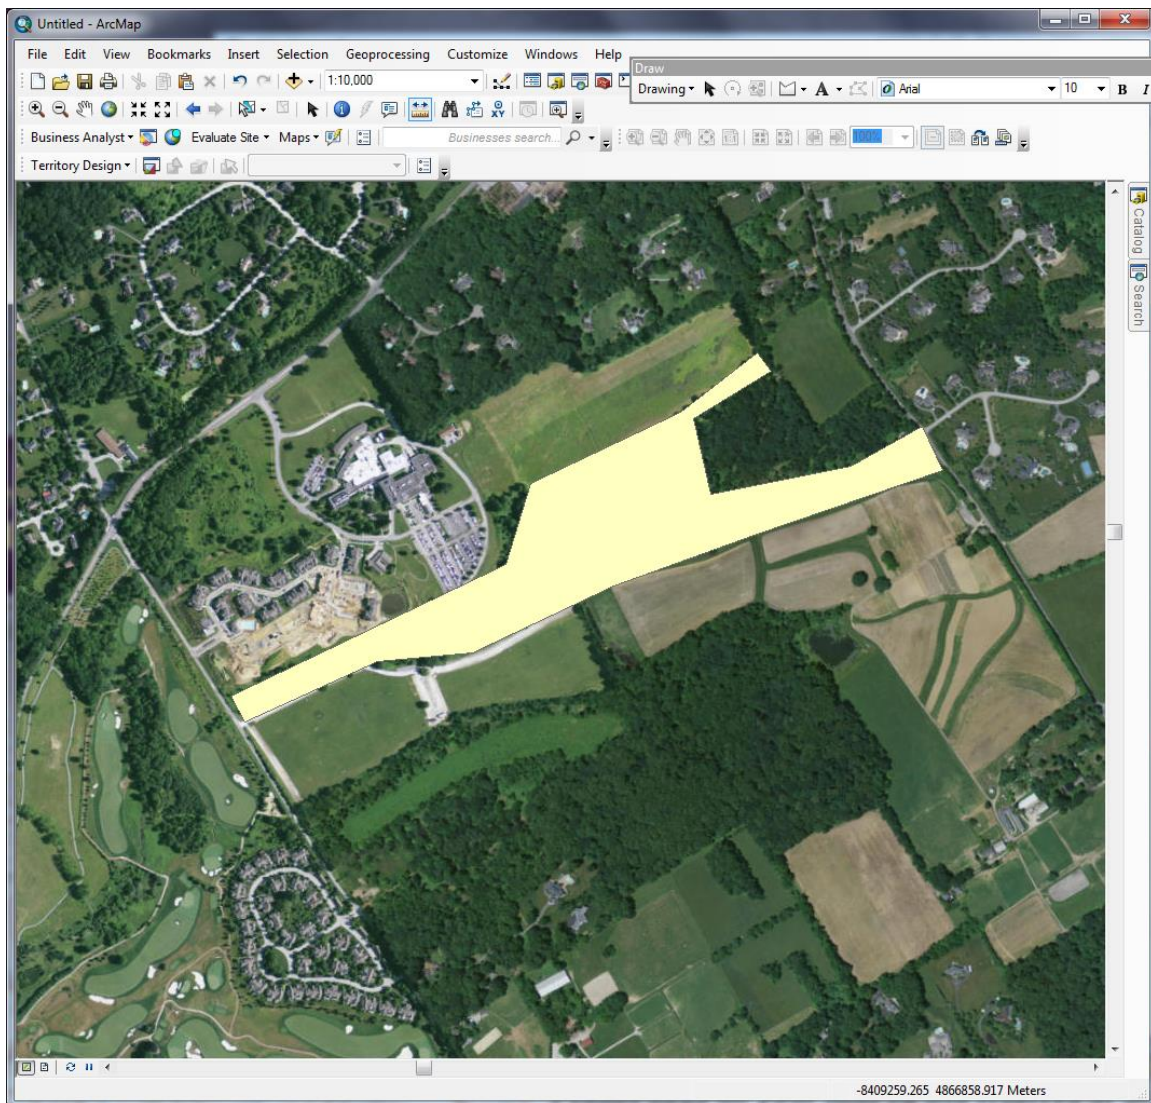 Untitled - ArcMap
File Edit View Bookmarks Insert Selection Geoprocessing Customize Windows Help
Draw
1:10,000
Drawing A Arial 10 B I
Business Analyst Evaluate Site Maps Businesses search... 100%
Territory Design
Catalog
Search
-8409259.265 4866858.917 Meters